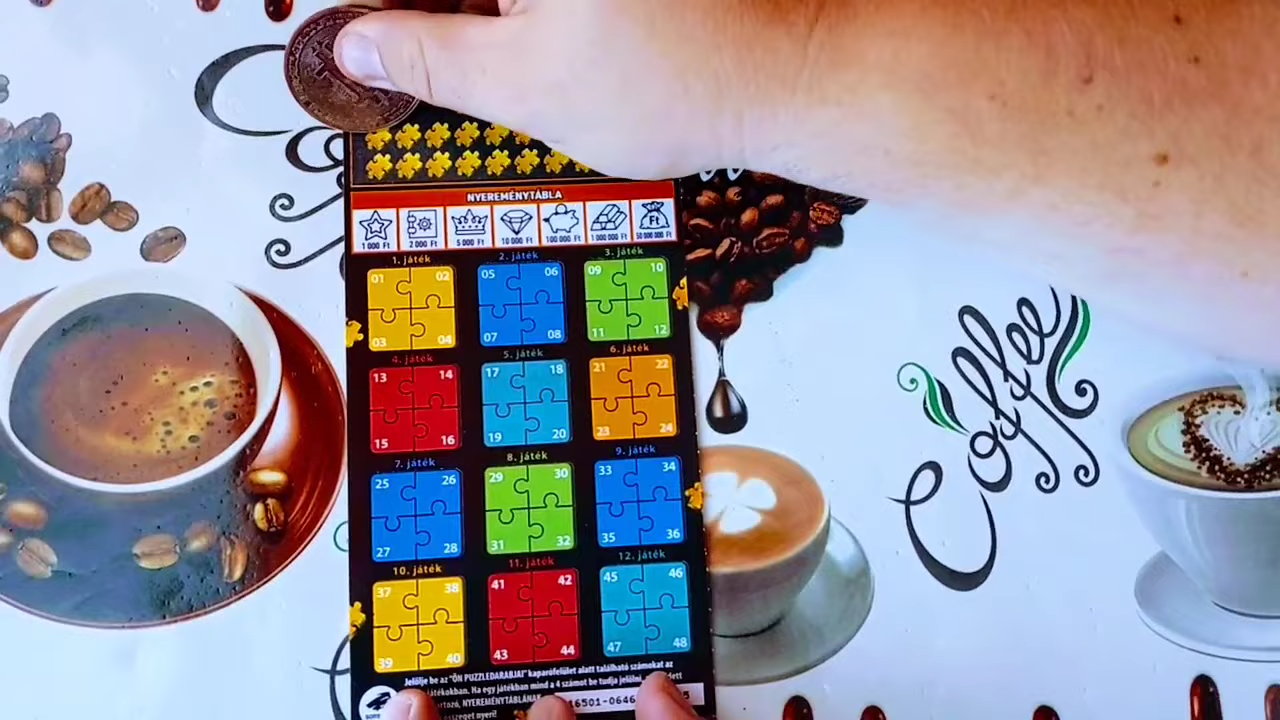 NYEREMÉNYTÁBLA
1 000 Ft 2 000 Ft 5 000 Ft 10 000 Ft 100 000 Ft 1 000 000 Ft 50 000 000 Ft
1. játék 2. játék 3. játék
01 02 05 06 09 10
03 04 07 08 11 12
4. játék 5. játék 6. játék
13 14 17 18 21 22
15 16 19 20 23 24
7. játék 8. játék 9. játék
25 26 29 30 33 34
27 28 31 32 35 36
10. játék 11. játék 12. játék
37 38 41 42 45 46
39 40 43 44 47 48
Jelölje be az "ÖN PUZZLEDARABJAI" kaparófelület alatt található számokat az
játékokban. Ha egy játékban mind a 4 számot be tudja jelölni,
NYEREMÉNYTÁBLÁN
összeget nyeri!
Coffee